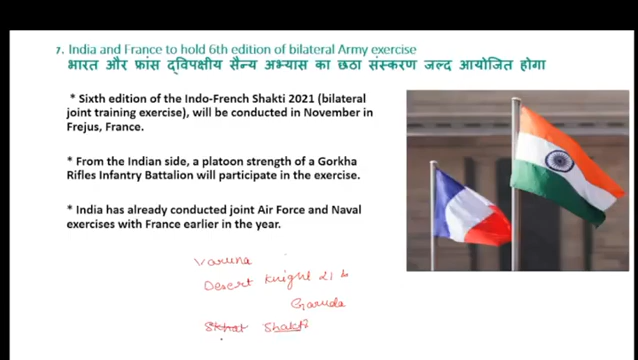 7. India and France to hold 6th edition of bilateral Army exercise
भारत और फ्रांस द्विपक्षीय सैन्य अभ्यास का छठा संस्करण जल्द आयोजित होगा
* Sixth edition of the Indo-French Shakti 2021 (bilateral
joint training exercise), will be conducted in November in
Frejus, France.
* From the Indian side, a platoon strength of a Gorkha
Rifles Infantry Battalion will participate in the exercise.
* India has already conducted joint Air Force and Naval
exercises with France earlier in the year.
Varuna
Desert Knight 21
Garuda
Shakti